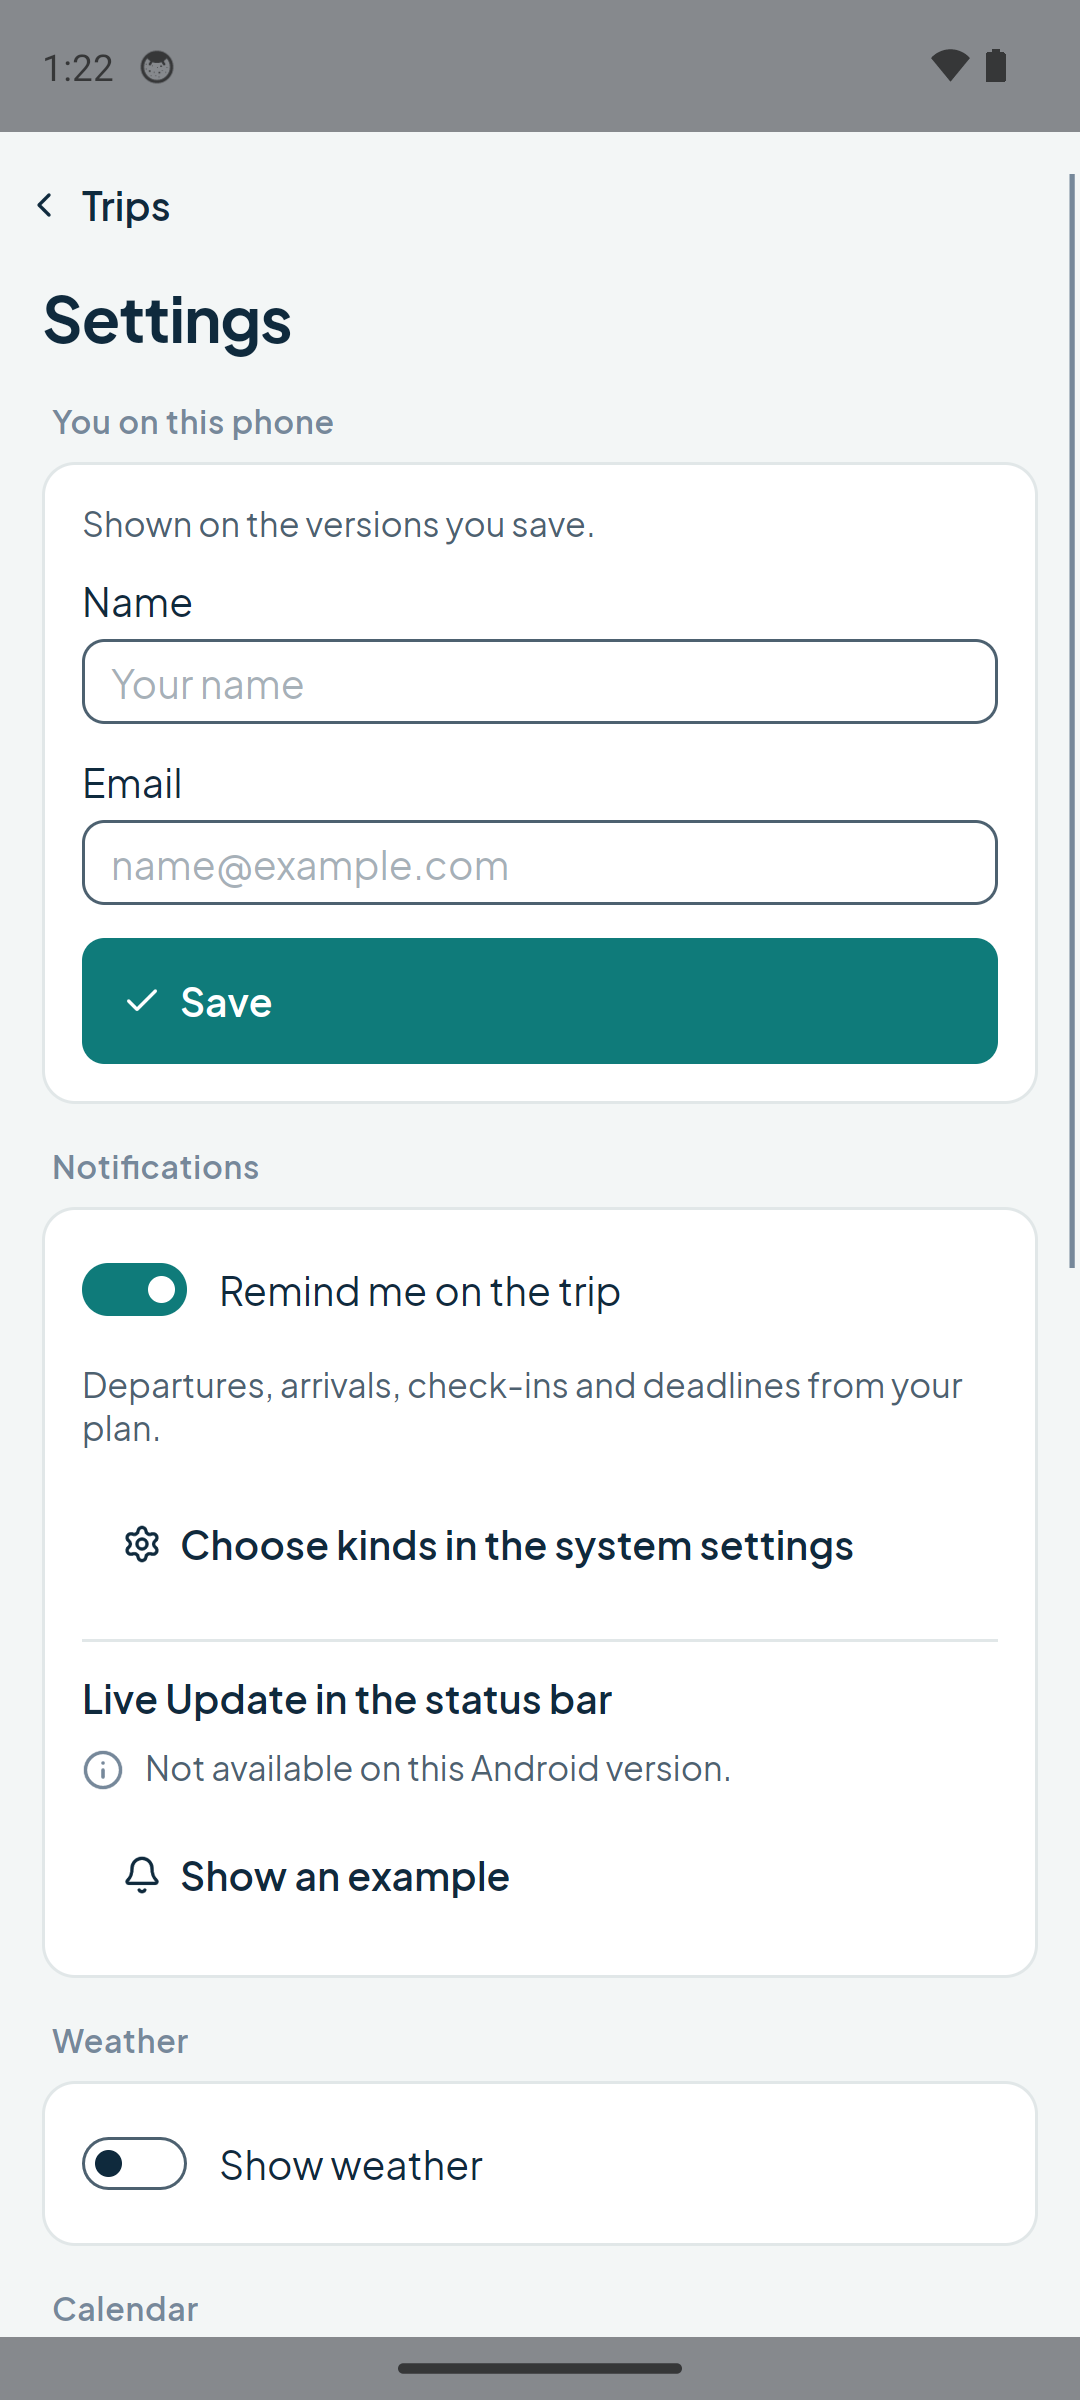 1:22
Trips
Settings
You on this phone
Shown on the versions you save.
Name
Your name
Email
name@example.com
Save
Notifications
Remind me on the trip
Departures, arrivals, check-ins and deadlines from your
plan.
Choose kinds in the system settings
Live Update in the status bar
Not available on this Android version.
Show an example
Weather
Show weather
Calendar